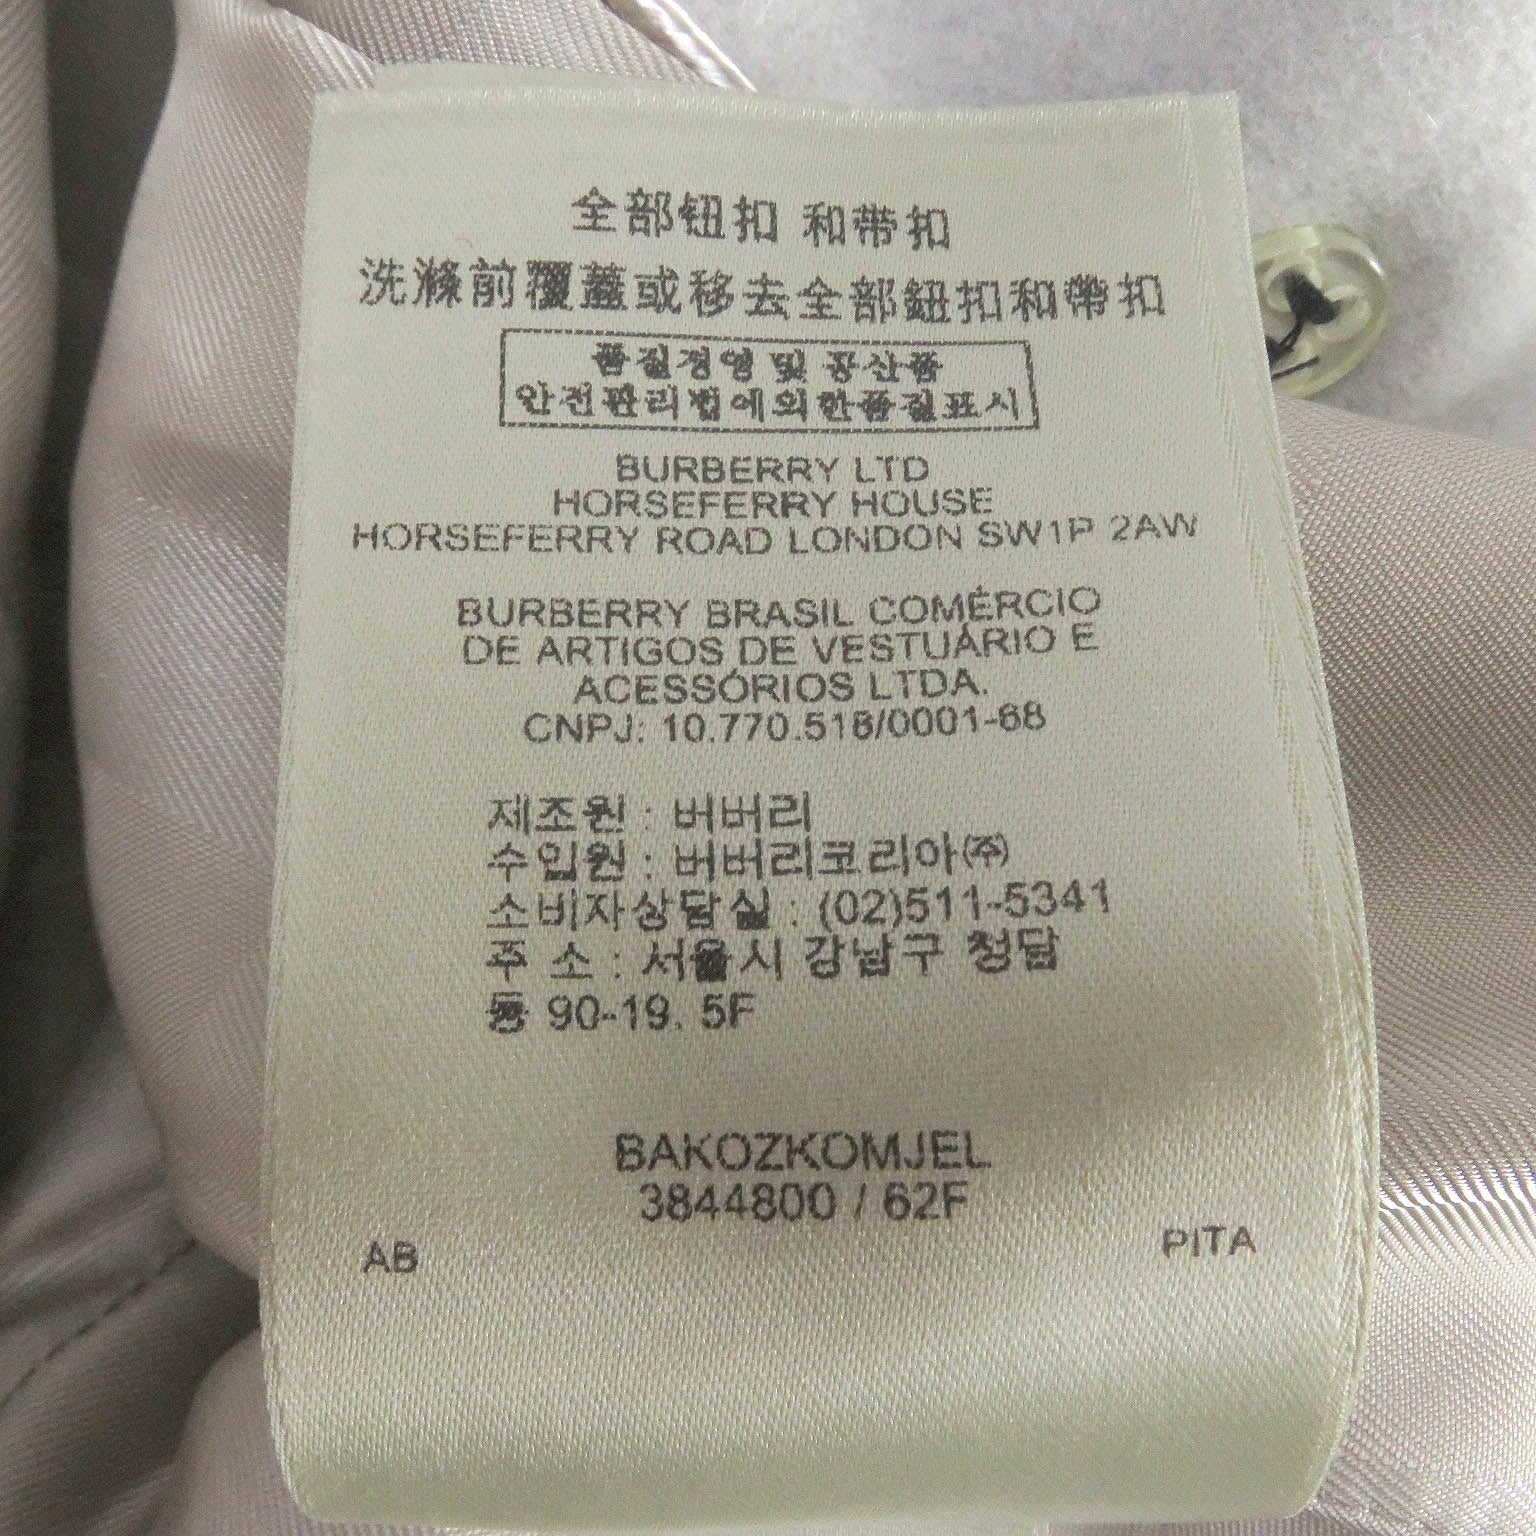 全部钮扣 和带扣
洗滌前覆蓋或移去全部鈕扣和帶扣
품질경영 및 공산품
안전관리법에의한품질표시
BURBERRY LTD
HORSEFERRY HOUSE
HORSEFERRY ROAD LONDON SW1P 2AW
BURBERRY BRASIL COMÉRCIO
DE ARTIGOS DE VESTUÁRIO E
ACESSÓRIOS LTDA.
CNPJ: 10.770.518/0001-68
제조원 : 버버리
수입원 : 버버리코리아㈜
소비자상담실 : (02)511-5341
주 소 : 서울시 강남구 청담
동 90-19. 5F
BAKOZKOMJEL
3844800 / 62F
AB PITA